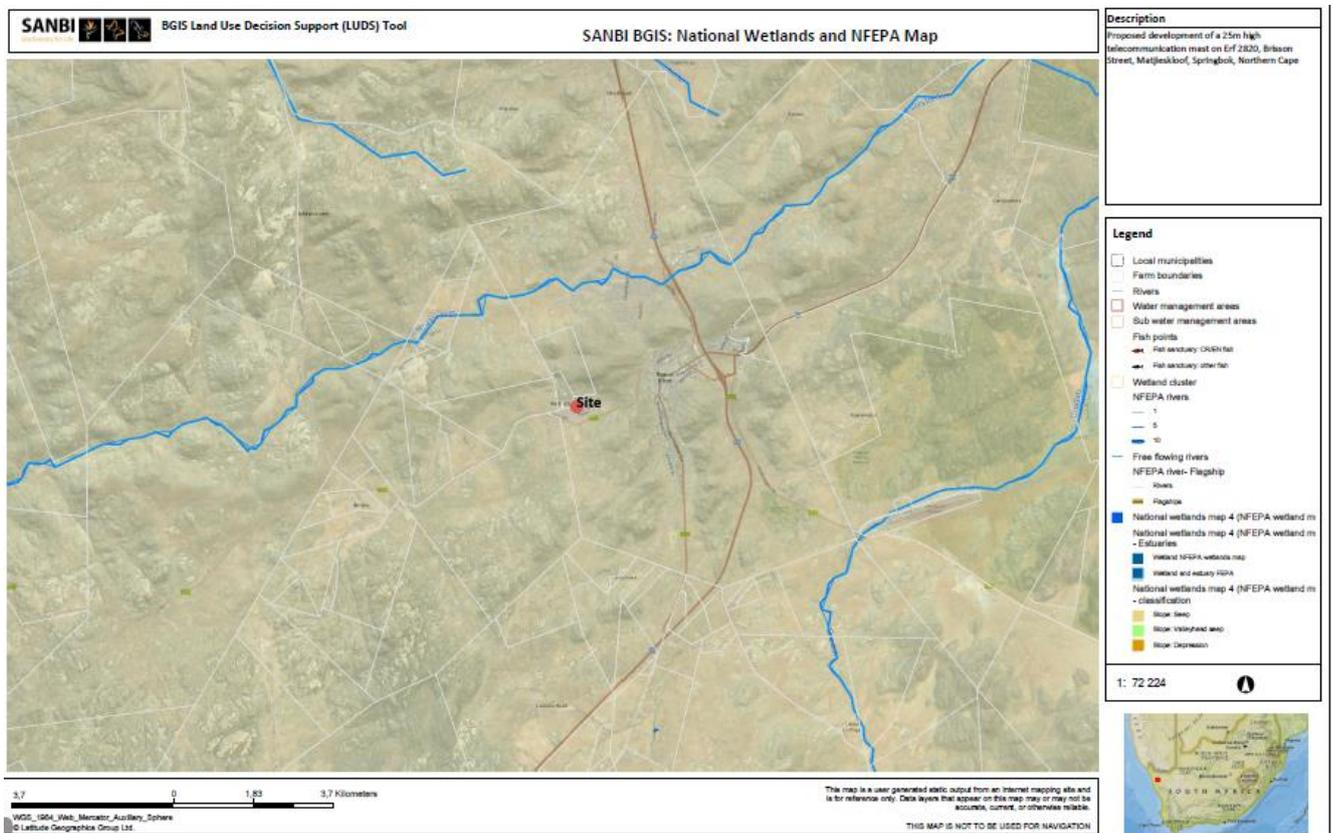 SANBI
BGIS Land Use Decision Support (LUDS) Tool
SANBI BGIS: National Wetlands and NFEPA Map
Description
Proposed development of a 25m high
telecommunication mast on Erf 2820, Brisson
Street, Matjieskloof, Springbok, Northern Cape
Site
Legend
Local municipalities
Farm boundaries
Rivers
Water management areas
Sub water management areas
Fish points
Fish sanctuary: CR/EN fish
Fish sanctuary: other fish
Wetland cluster
NFEPA rivers
1
5
10
Free flowing rivers
NFEPA river- Flagship
Rivers
Flagships
National wetlands map 4 (NFEPA wetland m
National wetlands map 4 (NFEPA wetland m
- Estuaries
Wetland NFEPA wetlands map
Wetland and estuary FEPA
National wetlands map 4 (NFEPA wetland m
- classification
Slope: Seep
Slope: Valleyhead seep
Slope: Depression
1: 72 224
SOUTH AFRICA
3,7 0 1,83 3,7 Kilometers
WGS_1984_Web_Mercator_Auxiliary_Sphere
© Latitude Geographics Group Ltd.
This map is a user generated static output from an Internet mapping site and
is for reference only. Data layers that appear on this map may or may not be
accurate, current, or otherwise reliable.
THIS MAP IS NOT TO BE USED FOR NAVIGATION